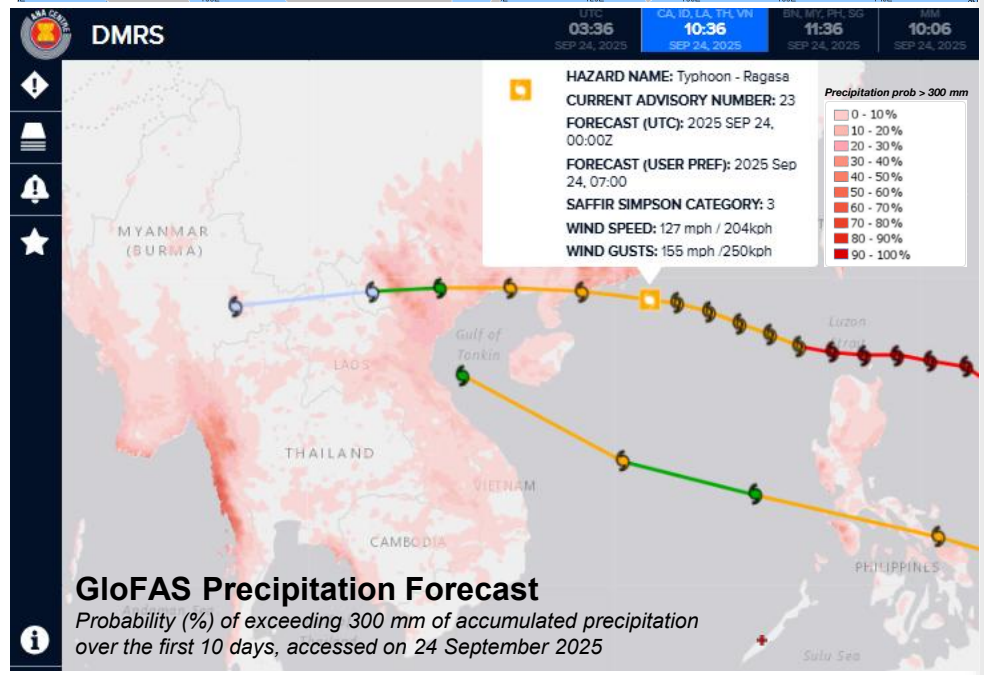 DMRS
UTC
03:36
SEP 24, 2025
CA, ID, LA, TH, VN
10:36
SEP 24, 2025
BN, MY, PH, SG
11:36
SEP 24, 2025
MM
10:06
SEP 24, 2025
HAZARD NAME: Typhoon - Ragasa
CURRENT ADVISORY NUMBER: 23
FORECAST (UTC): 2025 SEP 24,
00:00Z
FORECAST (USER PREF): 2025 Sep
24, 07:00
SAFFIR SIMPSON CATEGORY: 3
WIND SPEED: 127 mph / 204kph
WIND GUSTS: 155 mph /250kph
Precipitation prob > 300 mm
0 - 10%
10 - 20%
20 - 30%
30 - 40%
40 - 50%
50 - 60%
60 - 70%
70 - 80%
80 - 90%
90 - 100%
MYANMAR
(BURMA)
Luzon
Strait
Gulf of
Tonkin
LAOS
THAILAND
VIETNAM
CAMBODIA
PHILIPPINES
GloFAS Precipitation Forecast
Andaman Sea
Probability (%) of exceeding 300 mm of accumulated precipitation
over the first 10 days, accessed on 24 September 2025
Sulu Sea